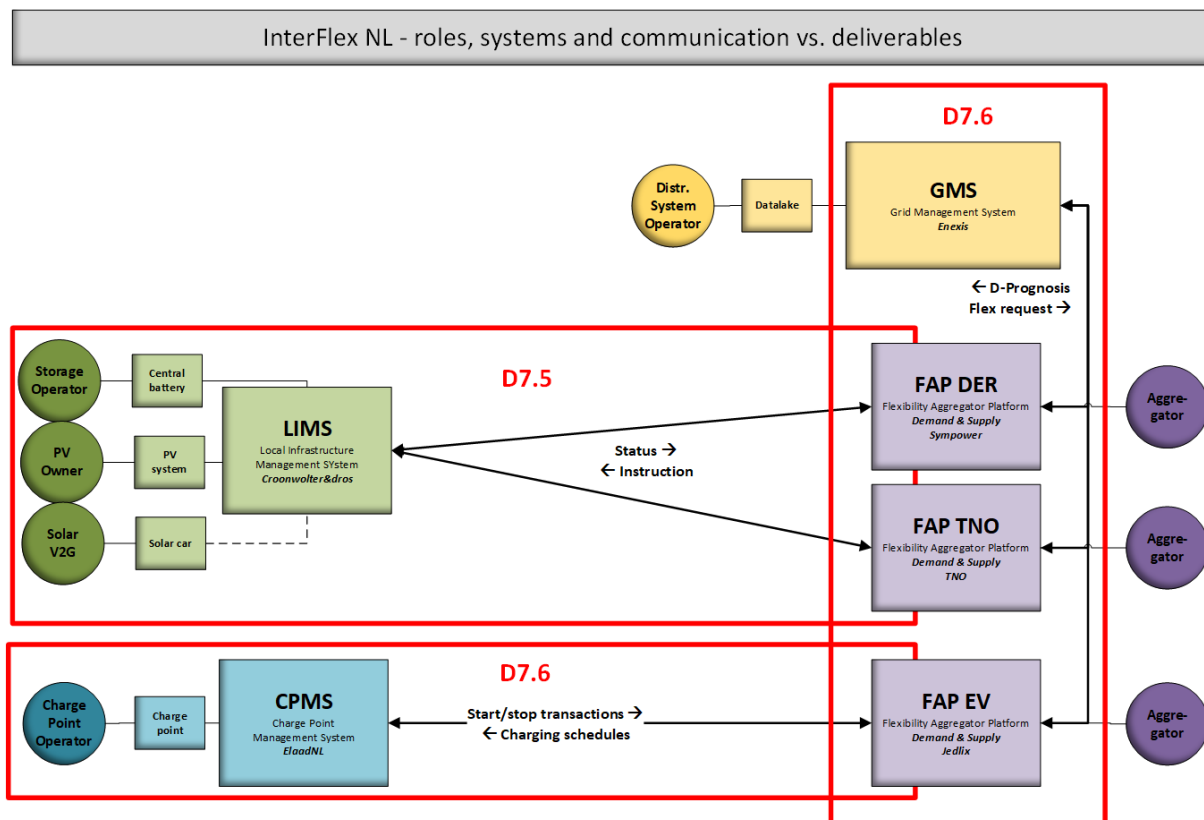 InterFlex NL - roles, systems and communication vs. deliverables
D7.6
Distr.
System
Operator
Datalake
GMS
Grid Management System
Enexis
← D-Prognosis
Flex request →
D7.5
Storage
Operator
Central
battery
PV
Owner
PV
system
Solar
V2G
Solar car
LIMS
Local Infrastructure
Management SYstem
Croonwolter&dros
Status →
← Instruction
FAP DER
Flexibility Aggregator Platform
Demand & Supply
Sympower
Aggre-
gator
FAP TNO
Flexibility Aggregator Platform
Demand & Supply
TNO
Aggre-
gator
D7.6
Charge
Point
Operator
Charge
point
CPMS
Charge Point
Management System
ElaadNL
Start/stop transactions →
← Charging schedules
FAP EV
Flexibility Aggregator Platform
Demand & Supply
Jedlix
Aggre-
gator